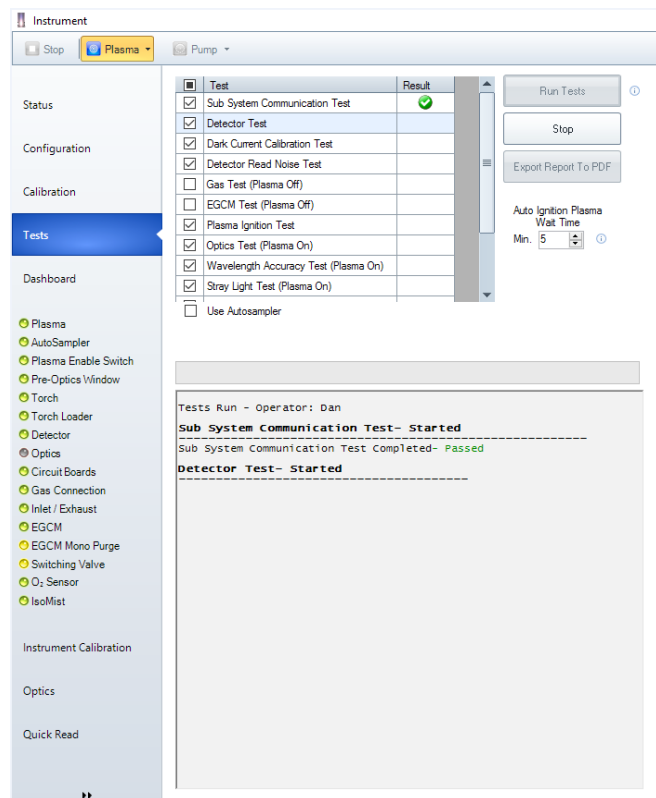 Instrument
Stop Plasma Pump
Status
Configuration
Calibration
Tests
Dashboard
Plasma
AutoSampler
Plasma Enable Switch
Pre-Optics Window
Torch
Torch Loader
Detector
Optics
Circuit Boards
Gas Connection
Inlet / Exhaust
EGCM
EGCM Mono Purge
Switching Valve
O₂ Sensor
IsoMist
Instrument Calibration
Optics
Quick Read
Test Result
Sub System Communication Test
Detector Test
Dark Current Calibration Test
Detector Read Noise Test
Gas Test (Plasma Off)
EGCM Test (Plasma Off)
Plasma Ignition Test
Optics Test (Plasma On)
Wavelength Accuracy Test (Plasma On)
Stray Light Test (Plasma On)
Use Autosampler
Run Tests
Stop
Export Report To PDF
Auto Ignition Plasma
Wait Time
Min. 5
Tests Run - Operator: Dan
Sub System Communication Test- Started
Sub System Communication Test Completed- Passed
Detector Test- Started